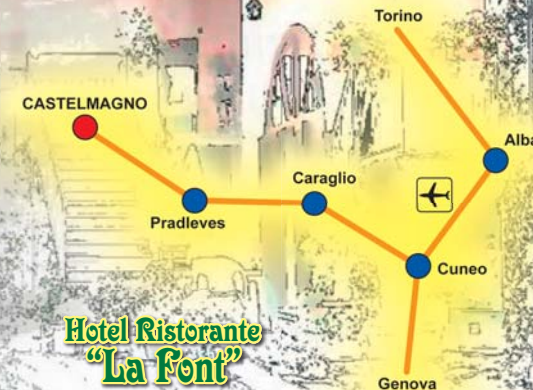 Torino
CASTELMAGNO
Alba
Caraglio
Pradleves
Cuneo
Hotel Ristorante
“La Font”
Genova